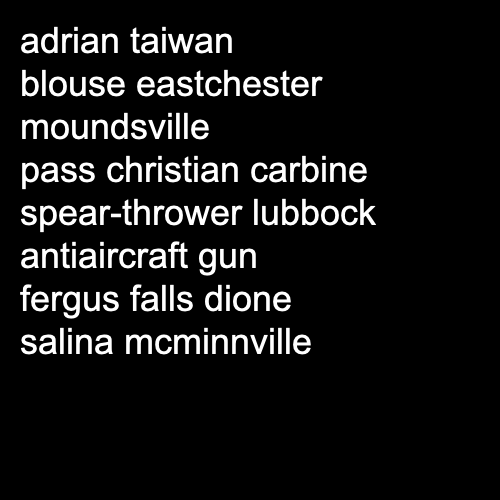 adrian taiwan
blouse eastchester
moundsville
pass christian carbine
spear-thrower lubbock
antiaircraft gun
fergus falls dione
salina mcminnville